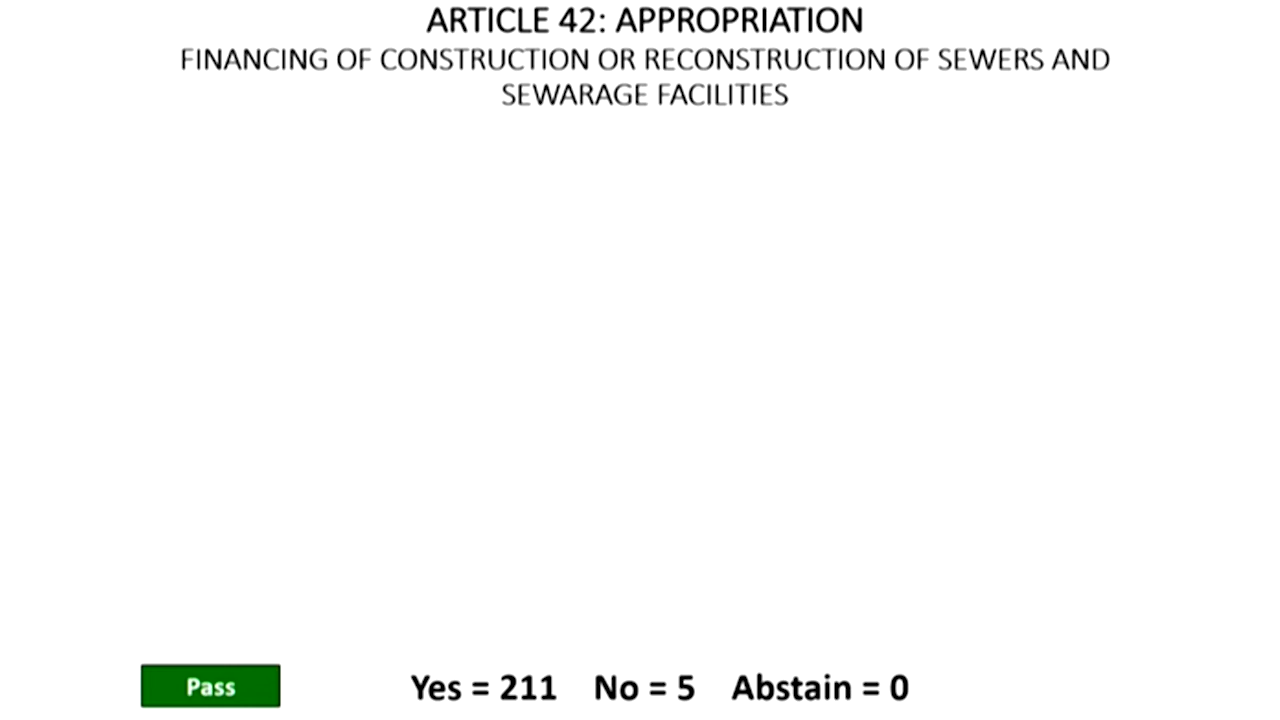 ARTICLE 42: APPROPRIATION
FINANCING OF CONSTRUCTION OR RECONSTRUCTION OF SEWERS AND
SEWARAGE FACILITIES
Pass
Yes = 211 No = 5 Abstain = 0